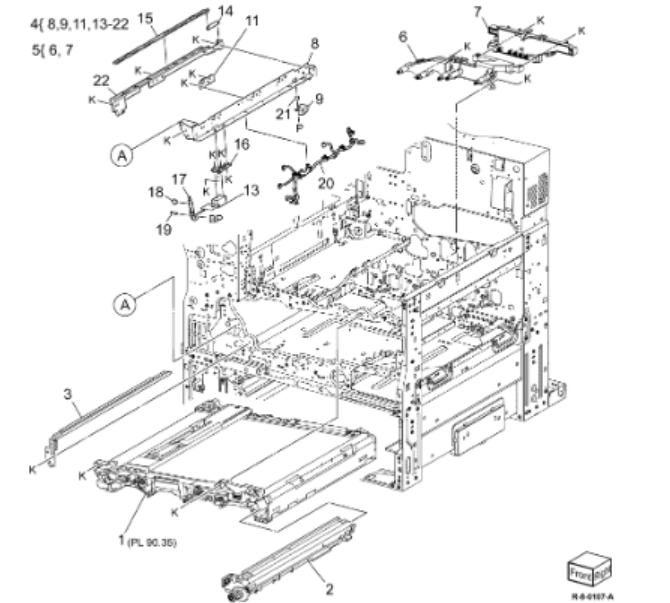 4{ 8,9,11,13-22
5{ 6, 7
15
14
11
K
8
7
K
K
6
K
K
22
K
K
K
21
9
P
K
A
K
K
16
K
K
20
17
18
13
19
BP
A
3
K
K
K
1 (PL 90.35)
2
Front
R-8-0107-A